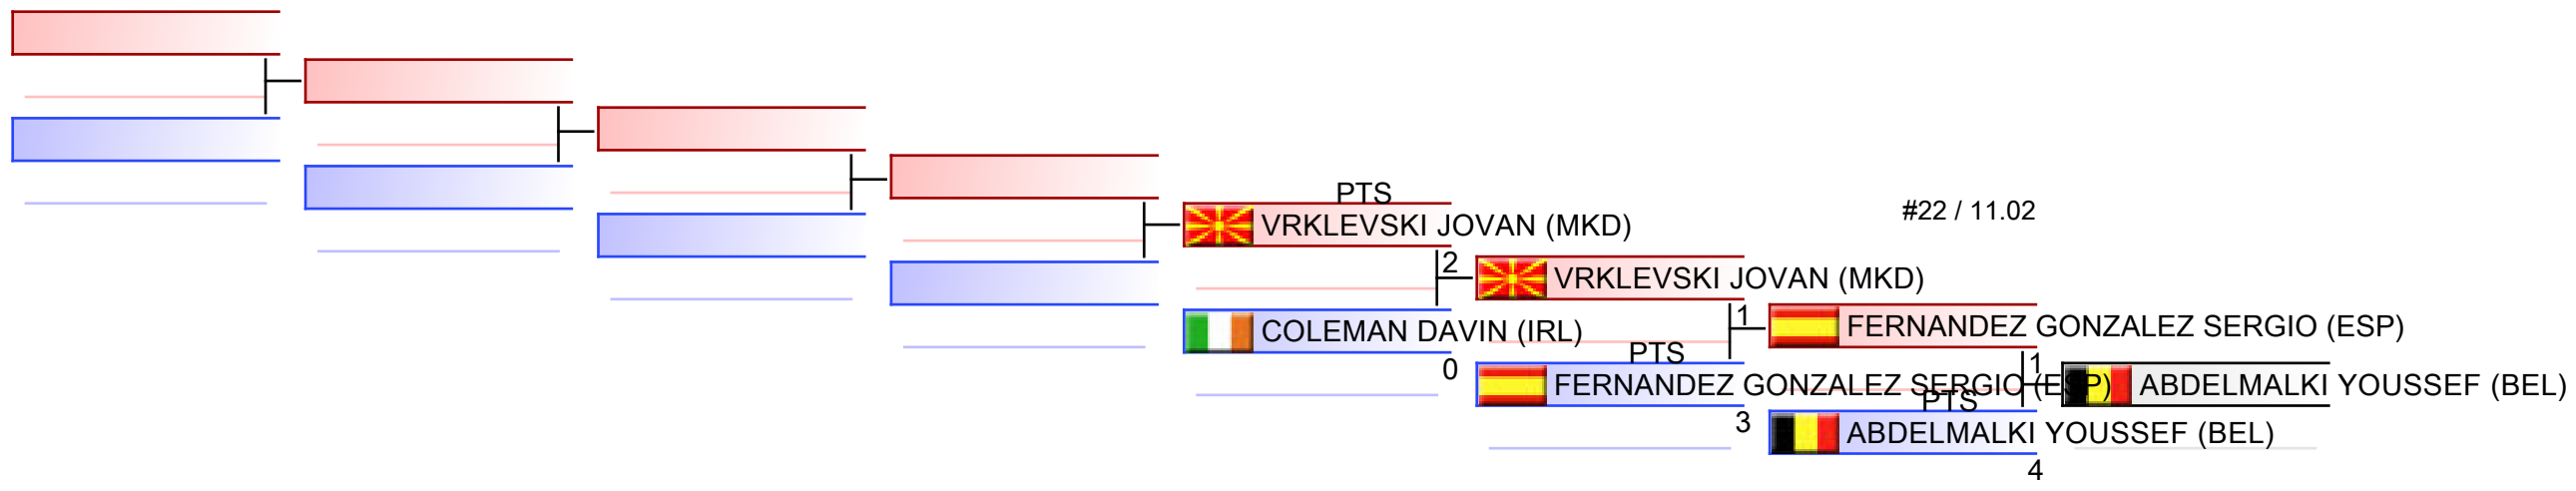 PTS
VRKLEVSKI JOVAN (MKD)
#22 / 11.02
2
VRKLEVSKI JOVAN (MKD)
COLEMAN DAVIN (IRL)
0
1
FERNANDEZ GONZALEZ SERGIO (ESP)
PTS
FERNANDEZ GONZALEZ SERGIO (ESP)
3
1
ABDELMALKI YOUSSEF (BEL)
PTS
ABDELMALKI YOUSSEF (BEL)
4